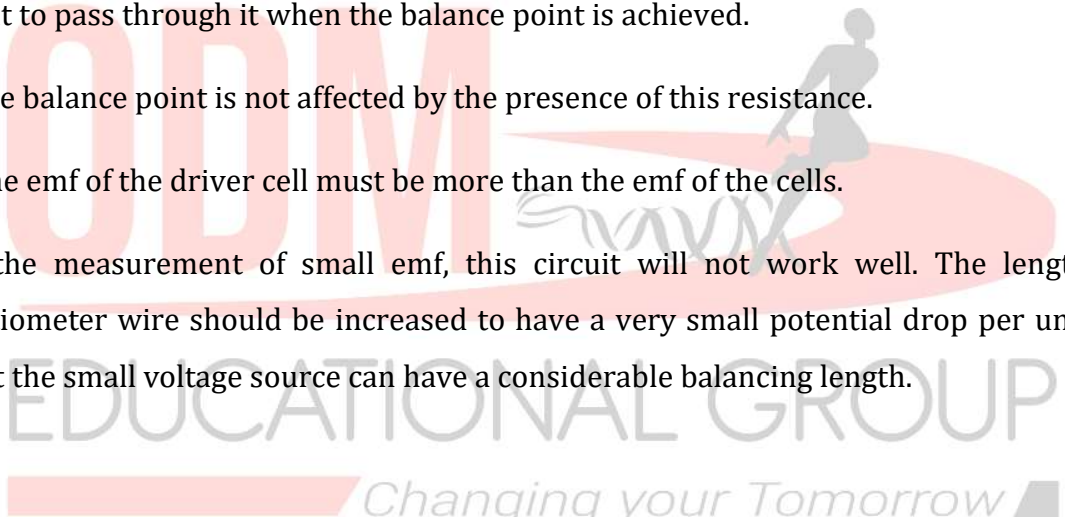 t to pass through it when the balance point is achieved.
e balance point is not affected by the presence of this resistance.
e emf of the driver cell must be more than the emf of the cells.
the measurement of small emf, this circuit will not work well. The lengt
iometer wire should be increased to have a very small potential drop per un
t the small voltage source can have a considerable balancing length.
ODM
EDUCATIONAL GROUP
Changing your Tomorrow